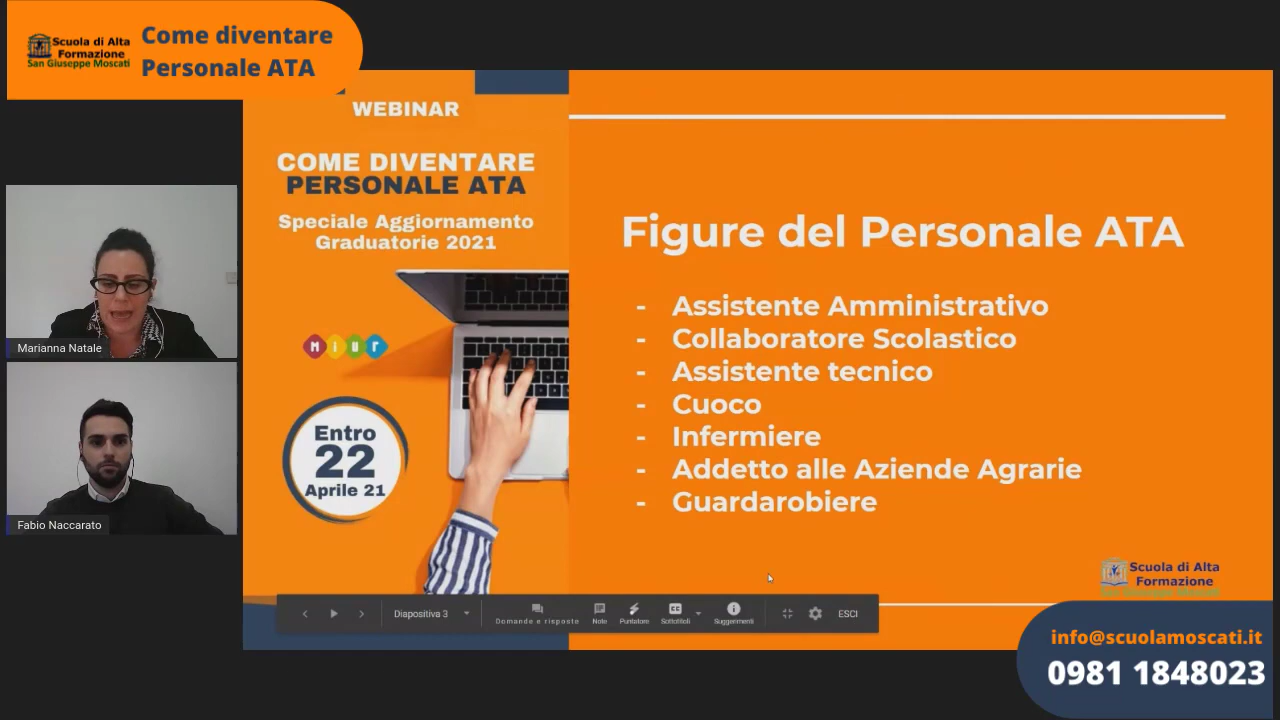 Scuola di Alta
Formazione
San Giuseppe Moscati
Come diventare
Personale ATA
WEBINAR
COME DIVENTARE
PERSONALE ATA
Speciale Aggiornamento
Graduatorie 2021
M i u r
Entro
22
Aprile 21
Figure del Personale ATA
- Assistente Amministrativo
- Collaboratore Scolastico
- Assistente tecnico
- Cuoco
- Infermiere
- Addetto alle Aziende Agrarie
- Guardarobiere
Marianna Natale
Fabio Naccarato
Scuola di Alta
Formazione
San Giuseppe Moscati
Diapositiva 3
Domande e risposte
Note
Puntatore
Sottotitoli
Suggerimenti
ESCI
info@scuolamoscati.it
0981 1848023